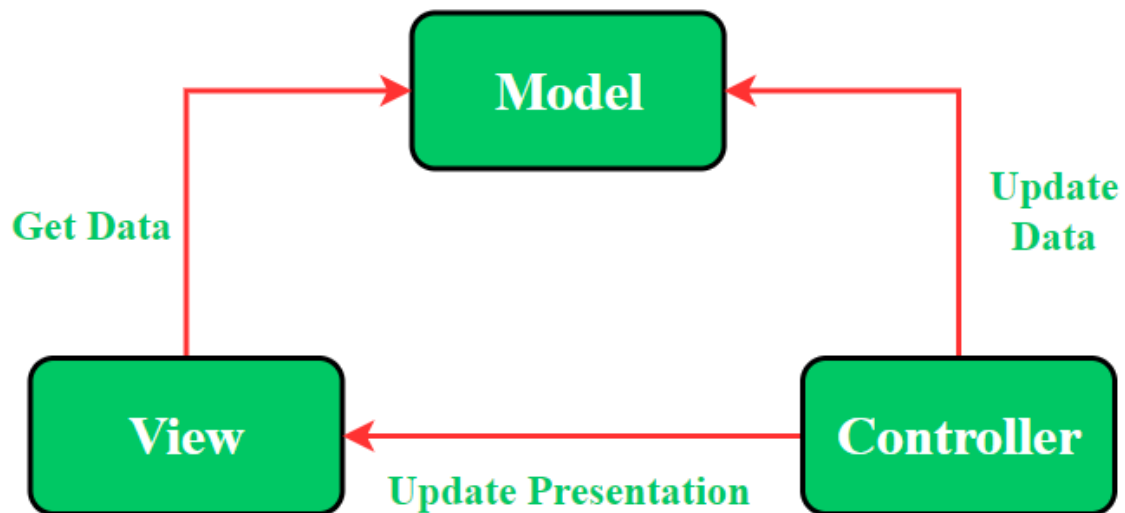 Model
Get Data
Update
Data
View
Controller
Update Presentation